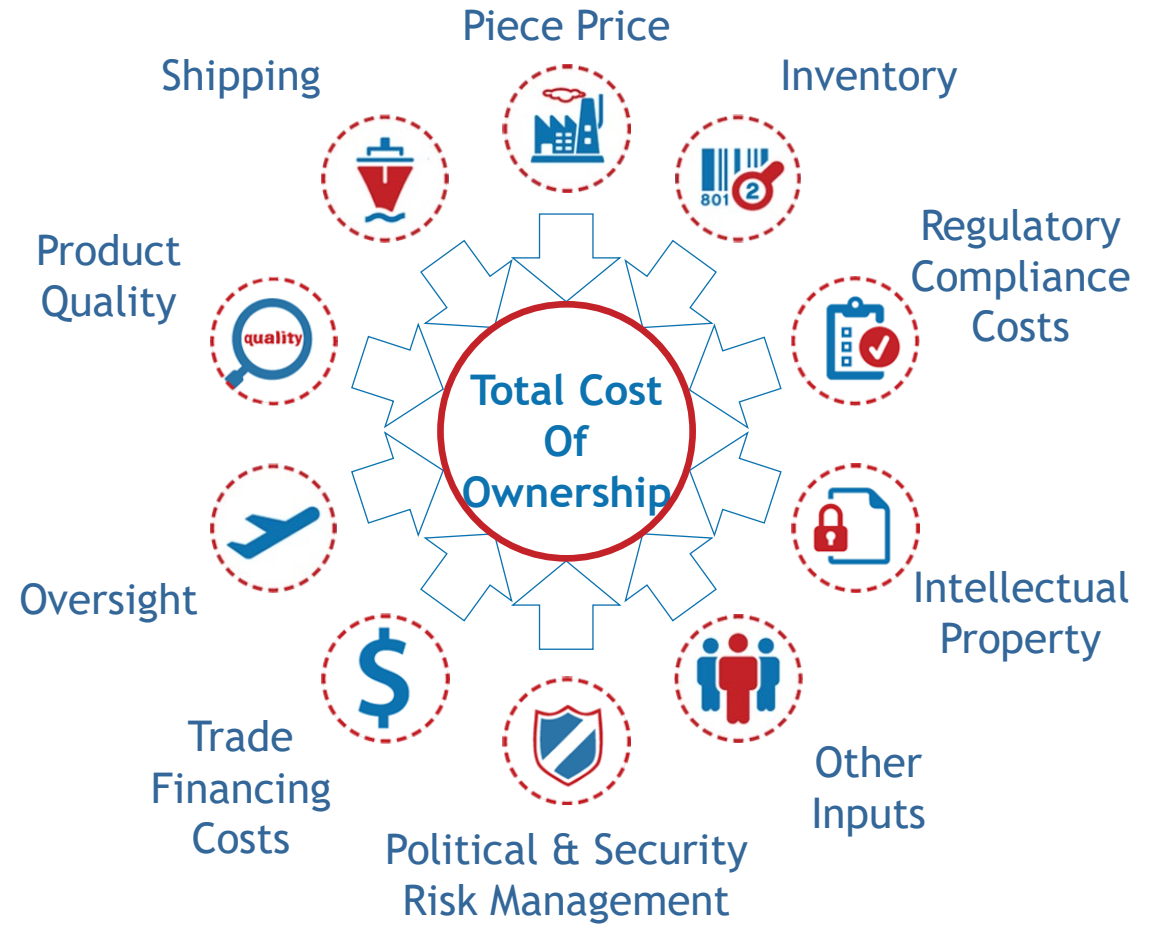 Piece Price
Shipping
Inventory
801
2
Regulatory
Compliance
Costs
Product
Quality
quality
Total Cost
Of
Ownership
Intellectual
Property
Oversight
$
Trade
Financing
Costs
Other
Inputs
Political & Security
Risk Management